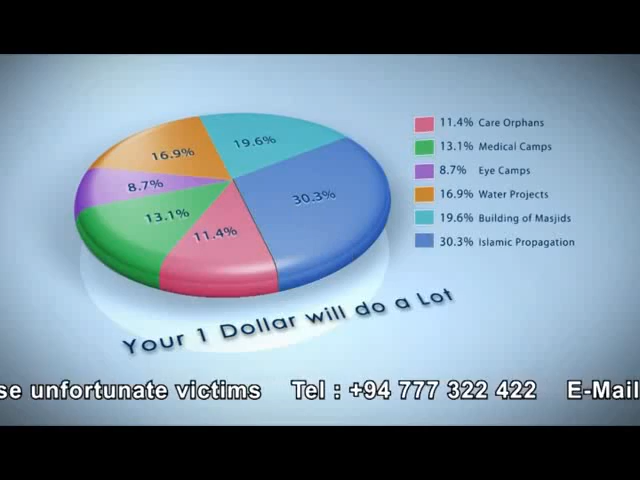 19.6%
16.9%
8.7%
30.3%
13.1%
11.4%
11.4% Care Orphans
13.1% Medical Camps
8.7% Eye Camps
16.9% Water Projects
19.6% Building of Masjids
30.3% Islamic Propagation
Your 1 Dollar will do a Lot
se unfortunate victims Tel : +94 777 322 422 E-Mail